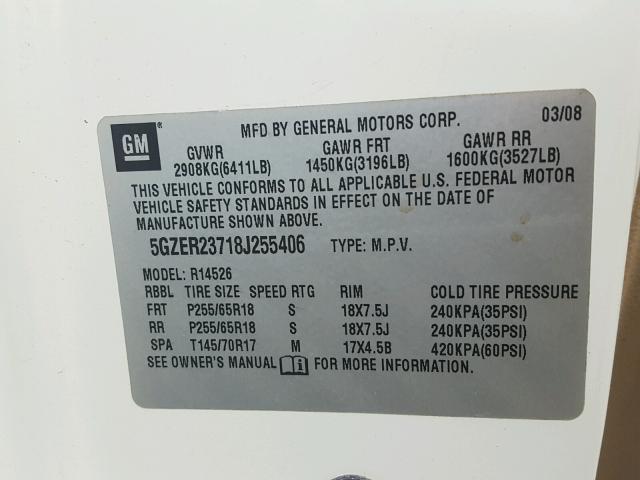 GM ®
MFD BY GENERAL MOTORS CORP. 03/08
GVWR GAWR FRT GAWR RR
2908KG(6411LB) 1450KG(3196LB) 1600KG(3527LB)
THIS VEHICLE CONFORMS TO ALL APPLICABLE U.S. FEDERAL MOTOR
VEHICLE SAFETY STANDARDS IN EFFECT ON THE DATE OF
MANUFACTURE SHOWN ABOVE.
5GZER23718J255406 TYPE: M.P.V.
MODEL: R14526
RBBL TIRE SIZE SPEED RTG RIM COLD TIRE PRESSURE
FRT P255/65R18 S 18X7.5J 240KPA(35PSI)
RR P255/65R18 S 18X7.5J 240KPA(35PSI)
SPA T145/70R17 M 17X4.5B 420KPA(60PSI)
SEE OWNER'S MANUAL i FOR MORE INFORMATION.